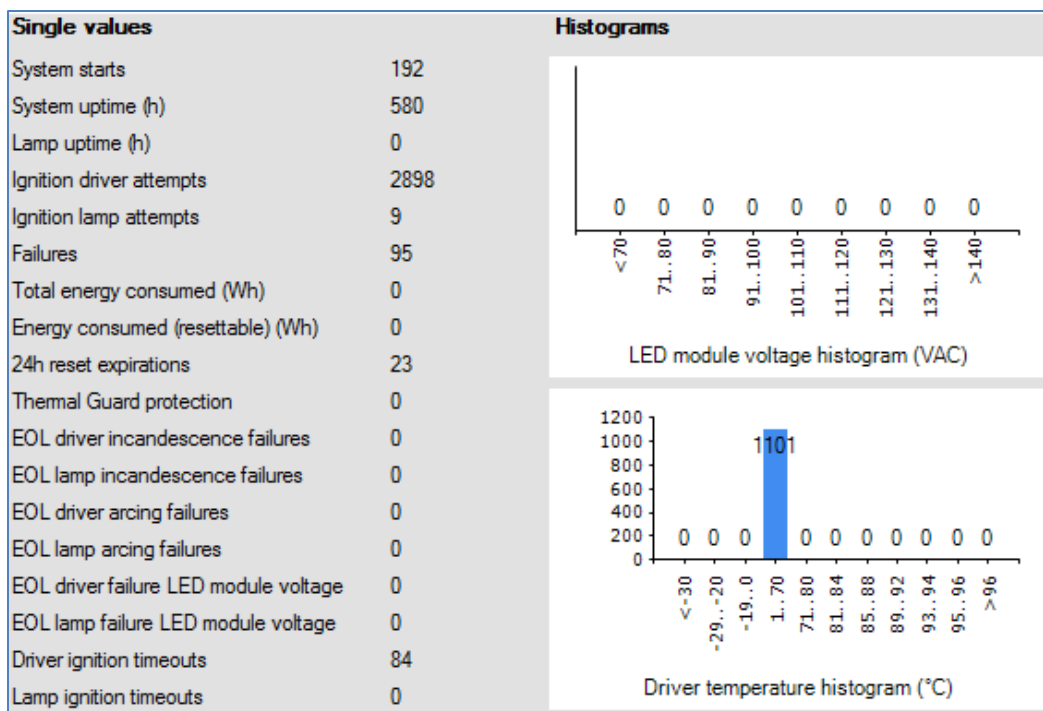 Single values
System starts 192
System uptime (h) 580
Lamp uptime (h) 0
Ignition driver attempts 2898
Ignition lamp attempts 9
Failures 95
Total energy consumed (Wh) 0
Energy consumed (resettable) (Wh) 0
24h reset expirations 23
Thermal Guard protection 0
EOL driver incandescence failures 0
EOL lamp incandescence failures 0
EOL driver arcing failures 0
EOL lamp arcing failures 0
EOL driver failure LED module voltage 0
EOL lamp failure LED module voltage 0
Driver ignition timeouts 84
Lamp ignition timeouts 0
Histograms
0 0 0 0 0 0 0 0 0
<70 71..80 81..90 91..100 101..110 111..120 121..130 131..140 >140
LED module voltage histogram (VAC)
1200
1000
800
600
400
200
0
0 0 0 1101 0 0 0 0 0 0 0
<-30 -29..-20 -19..0 1..70 71..80 81..84 85..88 89..92 93..94 95..96 >96
Driver temperature histogram (°C)